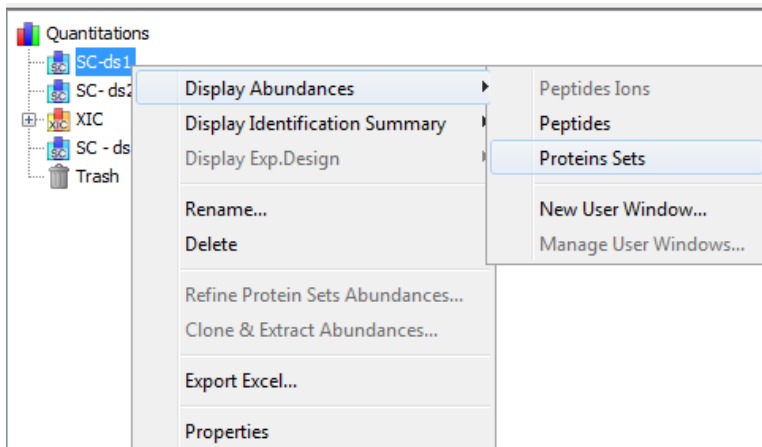 Quantitations
SC-ds1
SC- ds2
XIC
SC - ds
Trash
Display Abundances
Display Identification Summary
Display Exp.Design
Rename...
Delete
Refine Protein Sets Abundances...
Clone & Extract Abundances...
Export Excel...
Properties
Peptides Ions
Peptides
Proteins Sets
New User Window...
Manage User Windows...